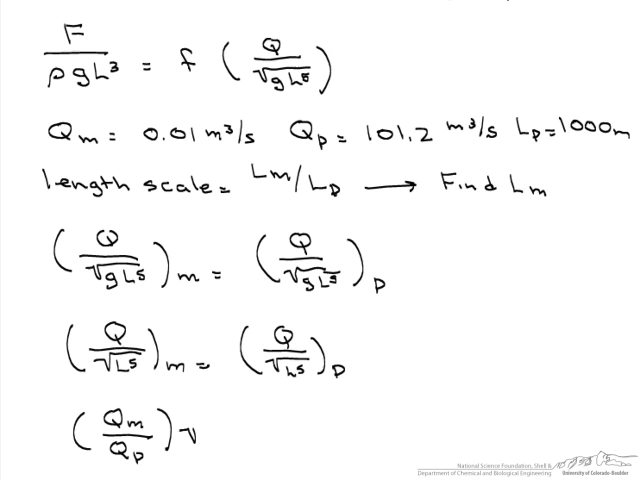 F / ρgL³ = f ( Q / √gL⁵ )
Qm = 0.01 m³/s Qp = 101.2 m³/s Lp = 1000m
length scale = Lm/Lp → Find Lm
( Q / √gL⁵ )m = ( Q / √gL⁵ )p
( Q / √L⁵ )m = ( Q / √L⁵ )p
( Qm / Qp ) √
National Science Foundation, Shell &
Department of Chemical and Biological Engineering University of Colorado-Boulder